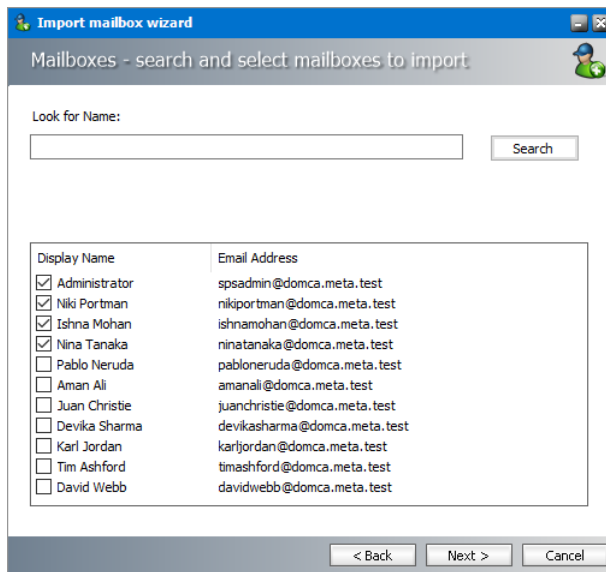 Import mailbox wizard
Mailboxes - search and select mailboxes to import
Look for Name:
Search
Display Name Email Address
Administrator spsadmin@domca.meta.test
Niki Portman nikiportman@domca.meta.test
Ishna Mohan ishnamohan@domca.meta.test
Nina Tanaka ninatanaka@domca.meta.test
Pablo Neruda pabloneruda@domca.meta.test
Aman Ali amanali@domca.meta.test
Juan Christie juanchristie@domca.meta.test
Devika Sharma devikasharma@domca.meta.test
Karl Jordan karljordan@domca.meta.test
Tim Ashford timashford@domca.meta.test
David Webb davidwebb@domca.meta.test
< Back Next > Cancel